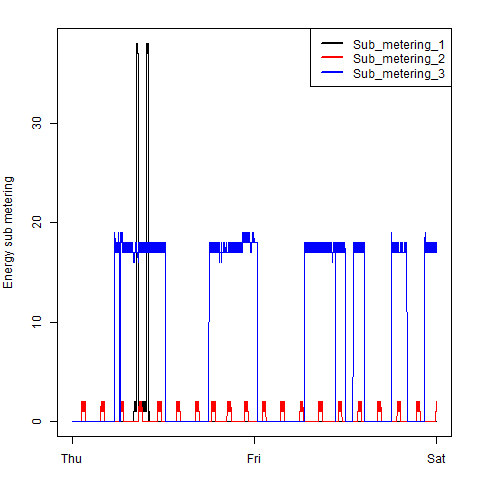 Sub_metering_1
Sub_metering_2
Sub_metering_3
Energy sub metering
30
20
10
0
Thu Fri Sat